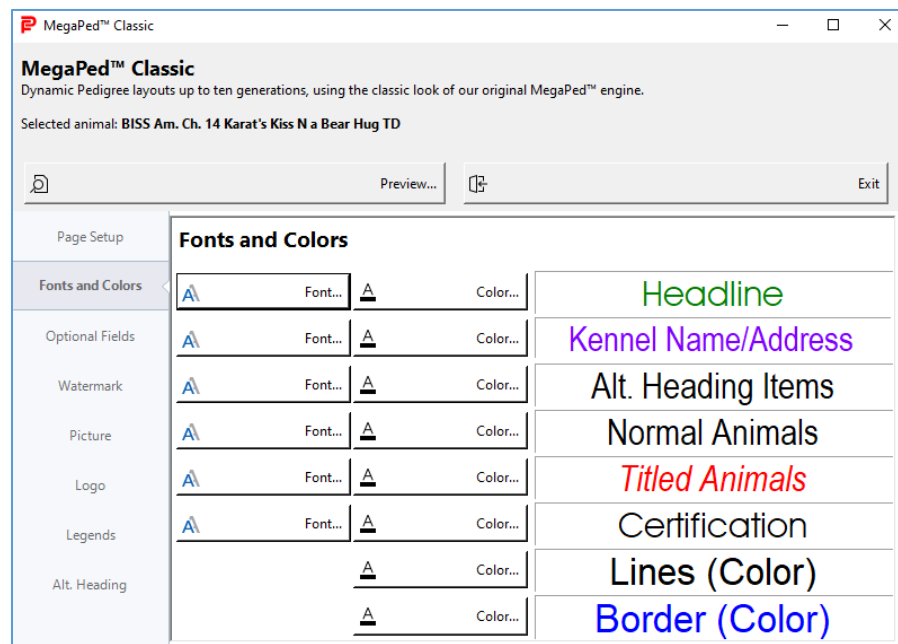 MegaPed™ Classic
MegaPed™ Classic
Dynamic Pedigree layouts up to ten generations, using the classic look of our original MegaPed™ engine.
Selected animal: BISS Am. Ch. 14 Karat's Kiss N a Bear Hug TD
Preview...
Exit
Page Setup
Fonts and Colors
Optional Fields
Watermark
Picture
Logo
Legends
Alt. Heading
Fonts and Colors
Font... Color... Headline
Font... Color... Kennel Name/Address
Font... Color... Alt. Heading Items
Font... Color... Normal Animals
Font... Color... Titled Animals
Font... Color... Certification
Color... Lines (Color)
Color... Border (Color)